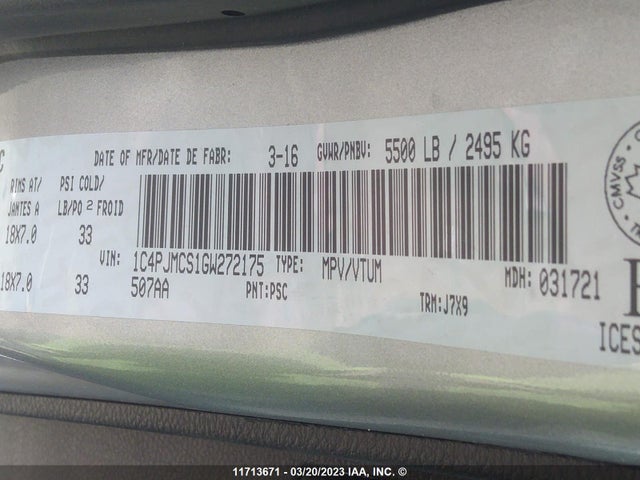 C
DATE OF MFR/DATE DE FABR: 3-16 GVWR/PNBV: 5500 LB / 2495 KG
RIMS AT/ PSI COLD/
JANTES A LB/PO 2 FROID
18X7.0 33
VIN: 1C4PJMCS1GW272175 TYPE: MPV/VTUM MDH: 031721
18X7.0 33 507AA PNT:PSC TRM:J7X9
CMVSS
ICES
11713671 - 03/20/2023 IAA, INC. ©